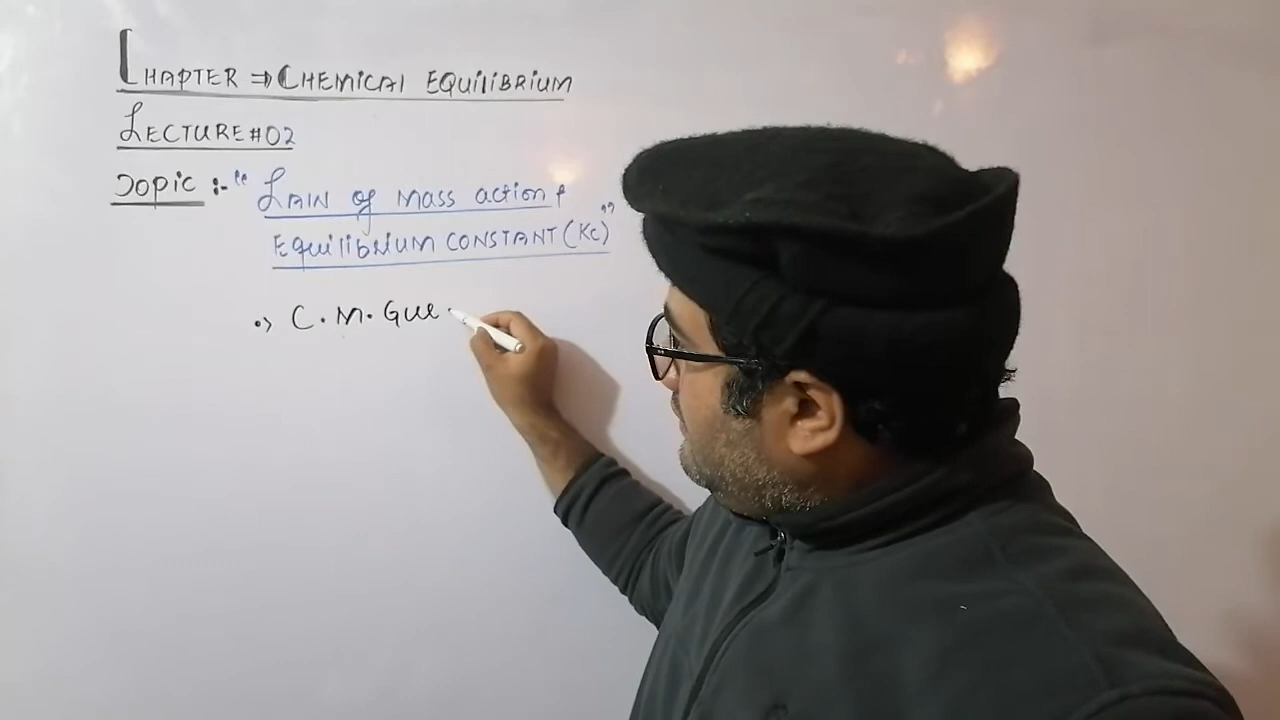 CHAPTER ⇒ CHEMICAL EQUILIBRIUM
LECTURE #02
TOPIC :- " LAW OF MASS ACTION &
EQUILIBRIUM CONSTANT (Kc) "
•> C. M. Gul